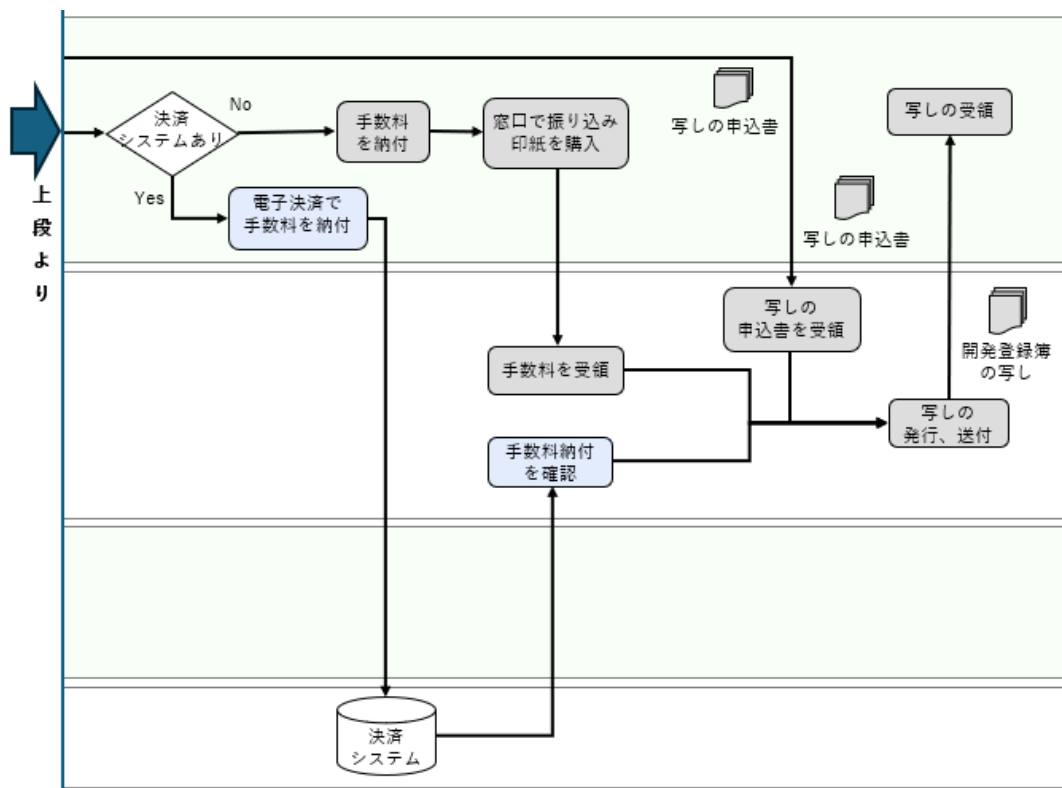 上段より
決済
システムあり
No
Yes
手数料
を納付
窓口で振り込み
印紙を購入
電子決済で
手数料を納付
写しの申込書
写しの受領
写しの申込書
写しの
申込書を受領
手数料を受領
開発登録簿
の写し
写しの
発行、送付
手数料納付
を確認
決済
システム